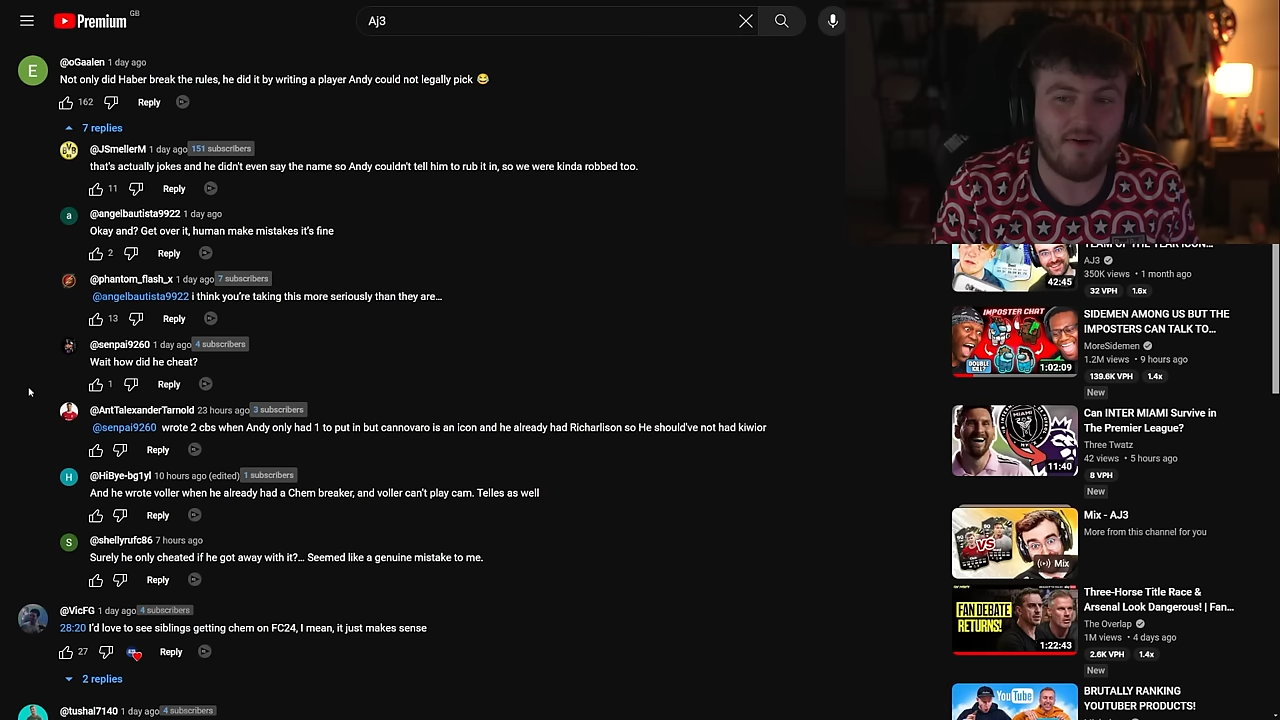 Premium GB
Aj3
E
@oGaalen 1 day ago
Not only did Haber break the rules, he did it by writing a player Andy could not legally pick 😂
162 Reply
7 replies
@JSmellerM 1 day ago 151 subscribers
that's actually jokes and he didn't even say the name so Andy couldn't tell him to rub it in, so we were kinda robbed too.
11 Reply
a
@angelbautista9922 1 day ago
Okay and? Get over it, human make mistakes it's fine
2 Reply
@phantom_flash_x 1 day ago 7 subscribers
@angelbautista9922 i think you're taking this more seriously than they are…
13 Reply
@senpai9260 1 day ago 4 subscribers
Wait how did he cheat?
1 Reply
@AntTalexanderTarnold 23 hours ago 3 subscribers
@senpai9260 wrote 2 cbs when Andy only had 1 to put in but cannovaro is an icon and he already had Richarlison so He should've not had kiwior
Reply
H
@HiBye-bg1yl 10 hours ago (edited) 1 subscribers
And he wrote voller when he already had a Chem breaker, and voller can't play cam. Telles as well
Reply
S
@shellyrufc86 7 hours ago
Surely he only cheated if he got away with it?… Seemed like a genuine mistake to me.
Reply
@VicFG 1 day ago 4 subscribers
28:20 I'd love to see siblings getting chem on FC24, I mean, it just makes sense
27 Reply
2 replies
@tushal7140 1 day ago 4 subscribers
42:45
TEAM OF THE YEAR ICON...
AJ3
350K views • 1 month ago
32 VPH 1.6x
IMPOSTER CHAT
DOUBLE KILL?
1:02:09
SIDEMEN AMONG US BUT THE
IMPOSTERS CAN TALK TO…
MoreSidemen
1.2M views • 9 hours ago
139.6K VPH 1.4x
New
MIAMI
11:40
Can INTER MIAMI Survive in
The Premier League?
Three Twatz
42 views • 5 hours ago
8 VPH
New
VS
Mix
Mix - AJ3
More from this channel for you
FAN DEBATE
RETURNS!
1:22:43
Three-Horse Title Race &
Arsenal Look Dangerous! | Fan…
The Overlap
1M views • 4 days ago
2.6K VPH 1.4x
New
YouTube
BRUTALLY RANKING
YOUTUBER PRODUCTS!